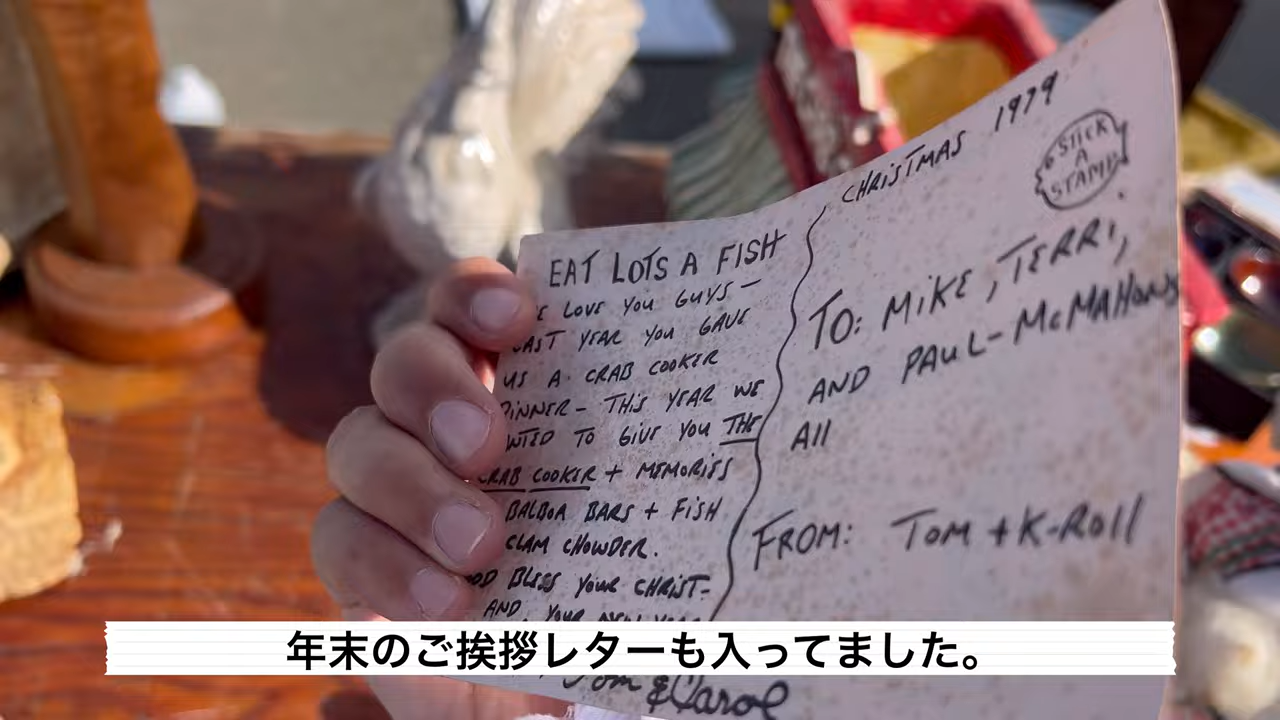 EAT LOTS A FISH
LOVE YOU GUYS—
LAST YEAR YOU GAVE
US A CRAB COOKER
DINNER— THIS YEAR WE
TO GIVE YOU THE
CRAB COOKER + MEMORIES
BALBOA BARS + FISH
CLAM CHOWDER.
BLESS YOUR CHRIST-
AND YOUR NEW YEAR
Tom & Carol
CHRISTMAS 1979
STICK
A
STAMP
TO: MIKE, TERRI,
AND PAUL-McMAHONS
All
FROM: TOM + K-ROll
年末のご挨拶レターも入ってました。